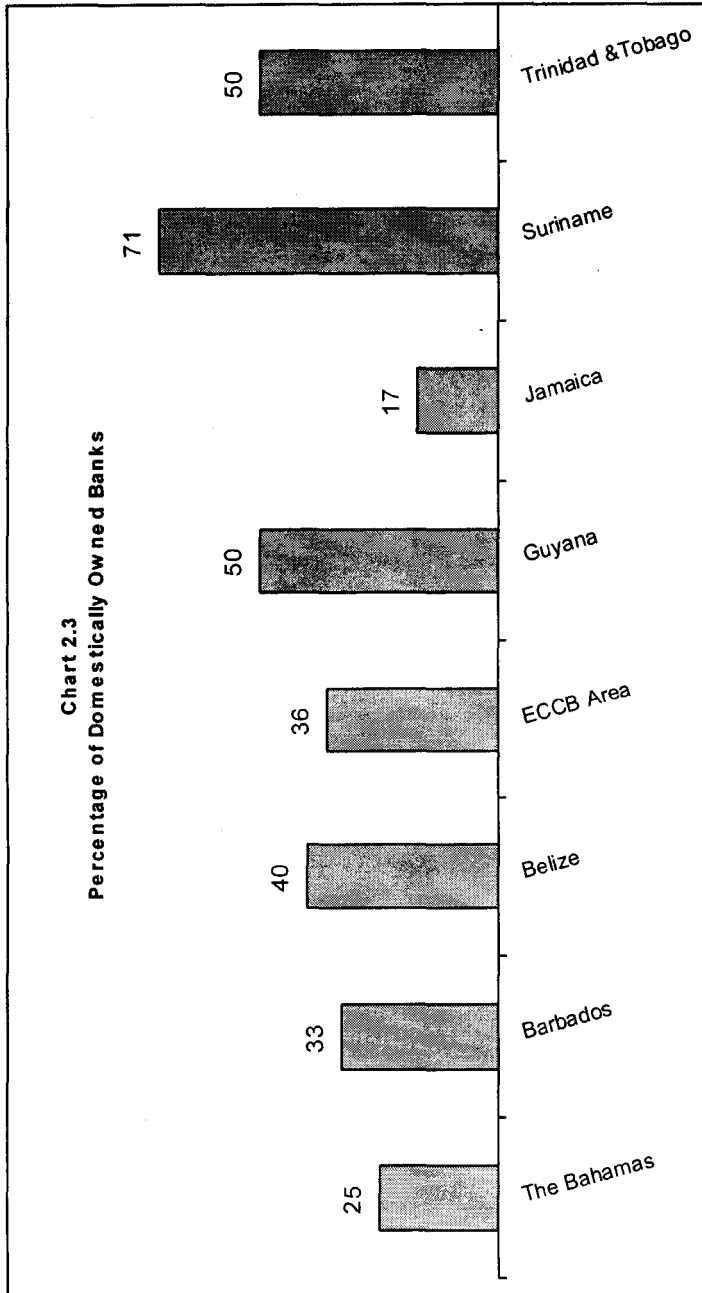 Chart 2.3
Percentage of Domestically Owned Banks
25
33
40
36
50
17
71
50
The Bahamas
Barbados
Belize
ECCB Area
Guyana
Jamaica
Suriname
Trinidad &Tobago